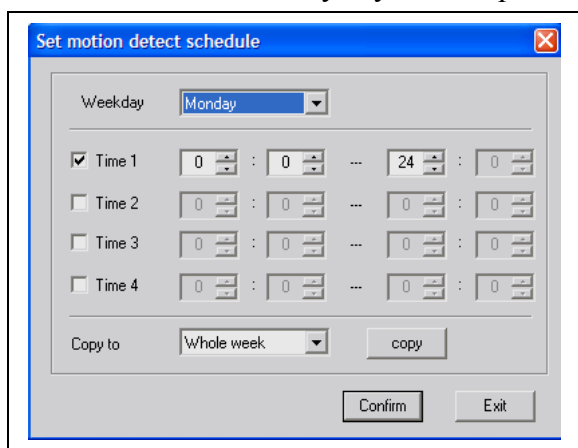 Set motion detect schedule
Weekday Monday
Time 1 0 : 0 --- 24 : 0
Time 2 0 : 0 --- 0 : 0
Time 3 0 : 0 --- 0 : 0
Time 4 0 : 0 --- 0 : 0
Copy to Whole week copy
Confirm Exit